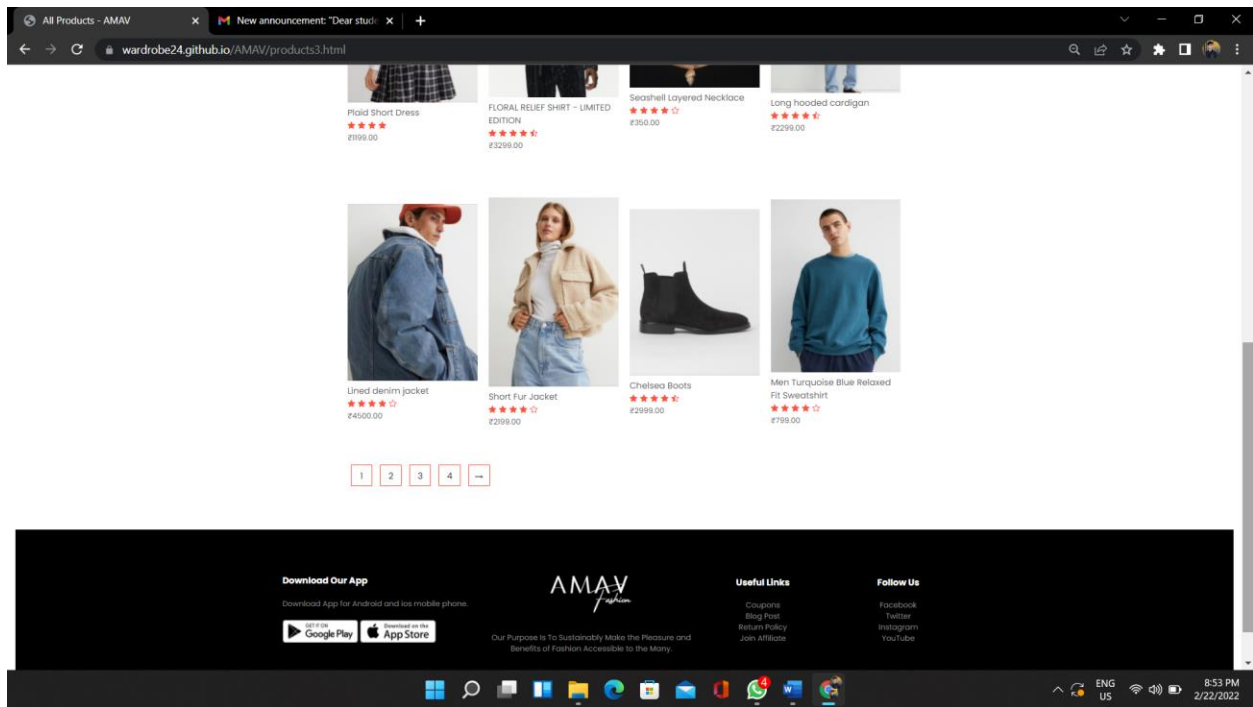 All Products - AMAV
New announcement: "Dear stude
wardrobe24.github.io/AMAV/products3.html
Plaid Short Dress
₹1199.00
FLORAL RELIEF SHIRT - LIMITED
EDITION
₹3299.00
Seashell Layered Necklace
₹350.00
Long hooded cardigan
₹2299.00
Lined denim jacket
₹4500.00
Short Fur Jacket
₹2199.00
Chelsea Boots
₹2999.00
Men Turquoise Blue Relaxed
Fit Sweatshirt
₹799.00
1 2 3 4 →
Download Our App
Download App for Android and ios mobile phone.
GET IT ON
Google Play
Download on the
App Store
AMAV
Fashion
Our Purpose Is To Sustainably Make the Pleasure and
Benefits of Fashion Accessible to the Many.
Useful Links
Coupons
Blog Post
Return Policy
Join Affiliate
Follow Us
Facebook
Twitter
Instagram
YouTube
4
ENG
US
8:53 PM
2/22/2022